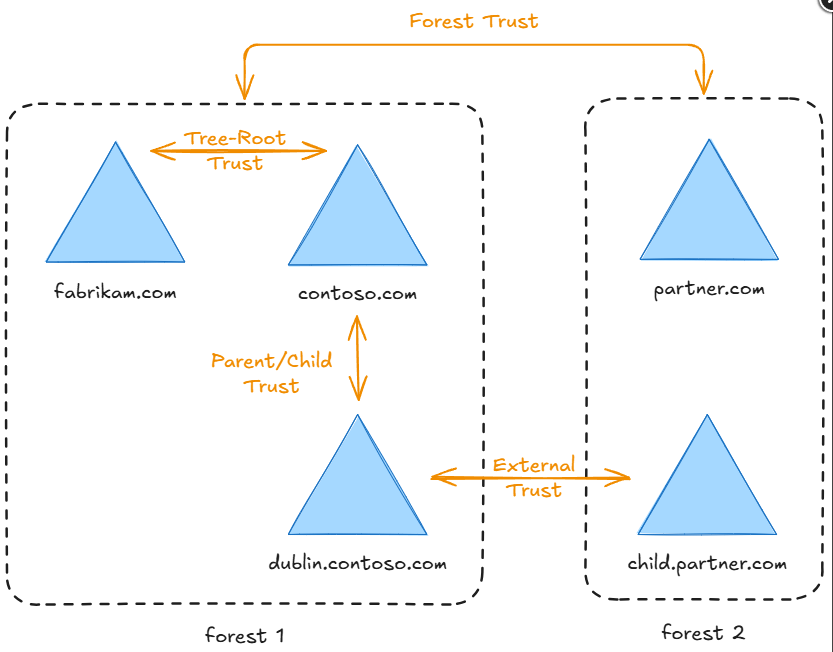 Forest Trust
Tree-Root
Trust
fabrikam.com
contoso.com
partner.com
Parent/Child
Trust
External
Trust
dublin.contoso.com
child.partner.com
forest 1
forest 2